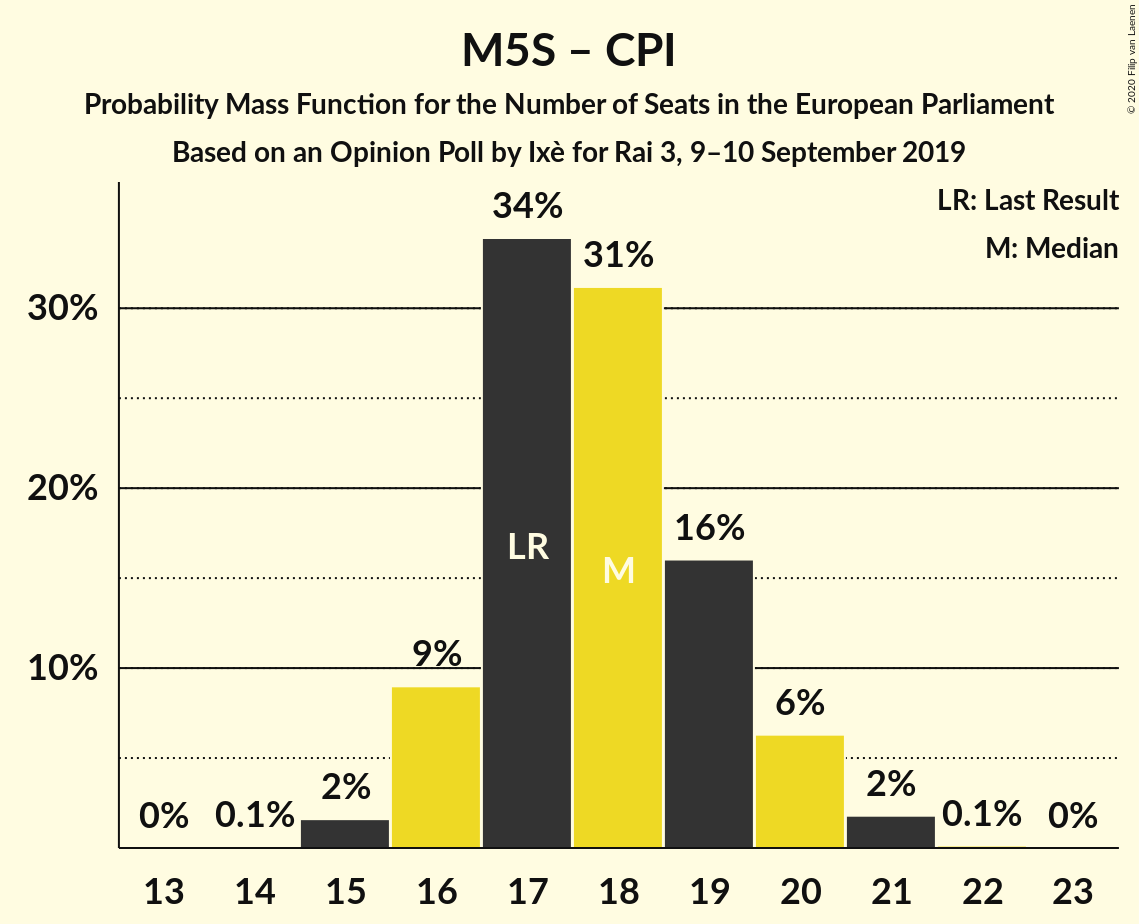 M5S – CPI
Probability Mass Function for the Number of Seats in the European Parliament
Based on an Opinion Poll by Ixè for Rai 3, 9–10 September 2019
© 2020 Filip van Laenen
LR: Last Result
M: Median
30%
20%
10%
0%
0.1%
2%
9%
34%
31%
16%
6%
2%
0.1%
0%
LR
M
13 14 15 16 17 18 19 20 21 22 23